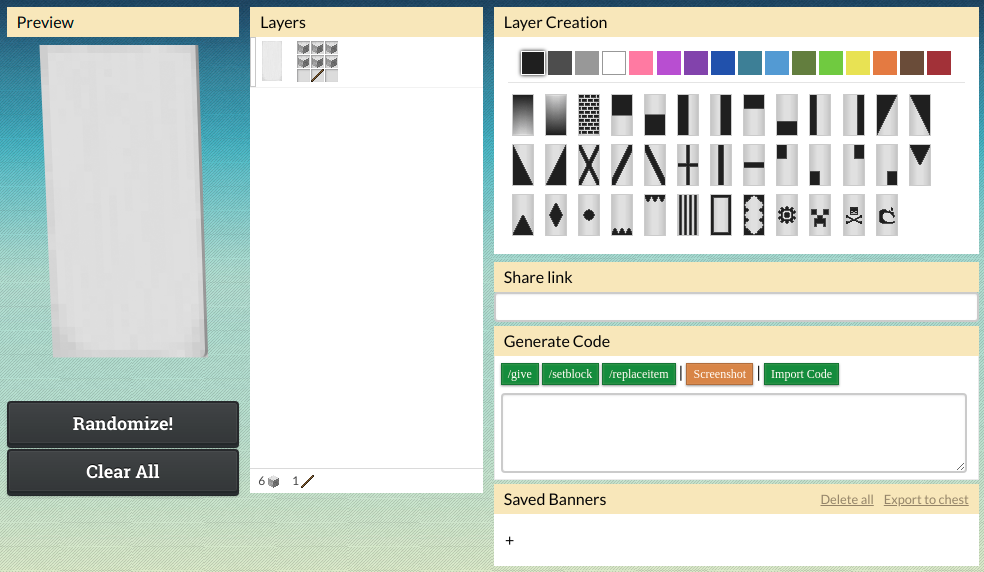 Preview
Randomize!
Clear All
Layers
6 1
Layer Creation
Share link
Generate Code
/give /setblock /replaceitem | Screenshot | Import Code
Saved Banners Delete all Export to chest
+